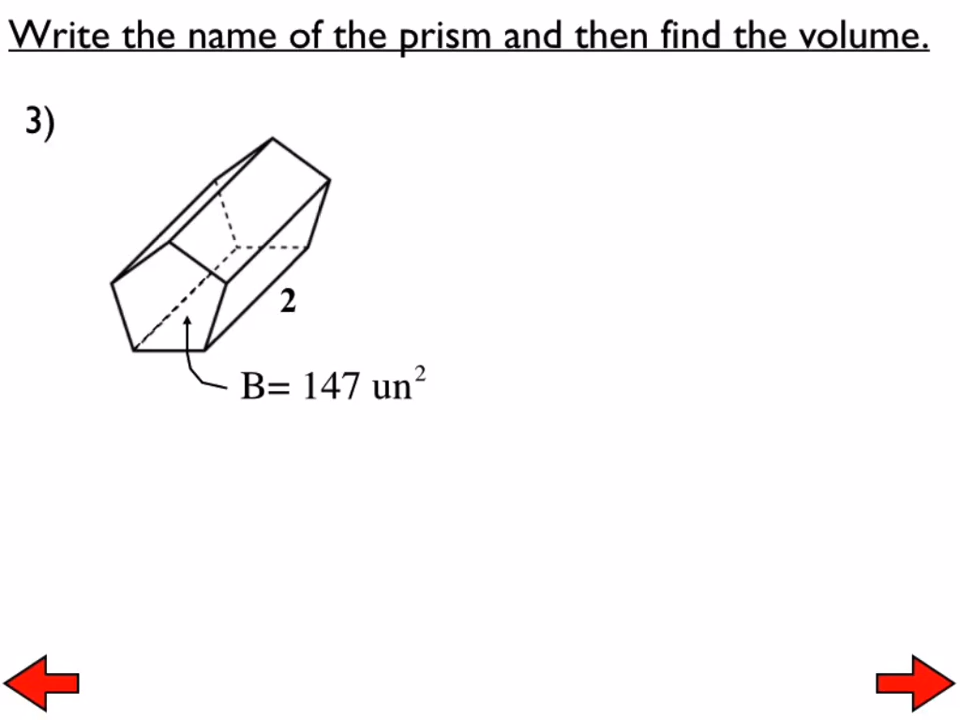 Write the name of the prism and then find the volume.
3)
2
B= 147 un²